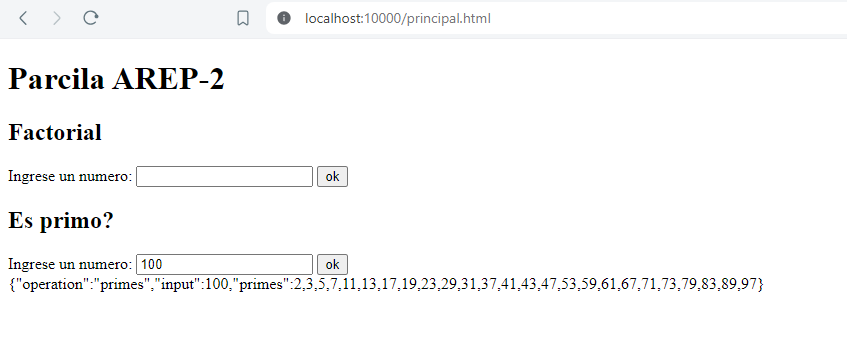 localhost:10000/principal.html
Parcila AREP-2
Factorial
Ingrese un numero: ok
Es primo?
Ingrese un numero: 100 ok
{"operation":"primes","input":100,"primes":2,3,5,7,11,13,17,19,23,29,31,37,41,43,47,53,59,61,67,71,73,79,83,89,97}